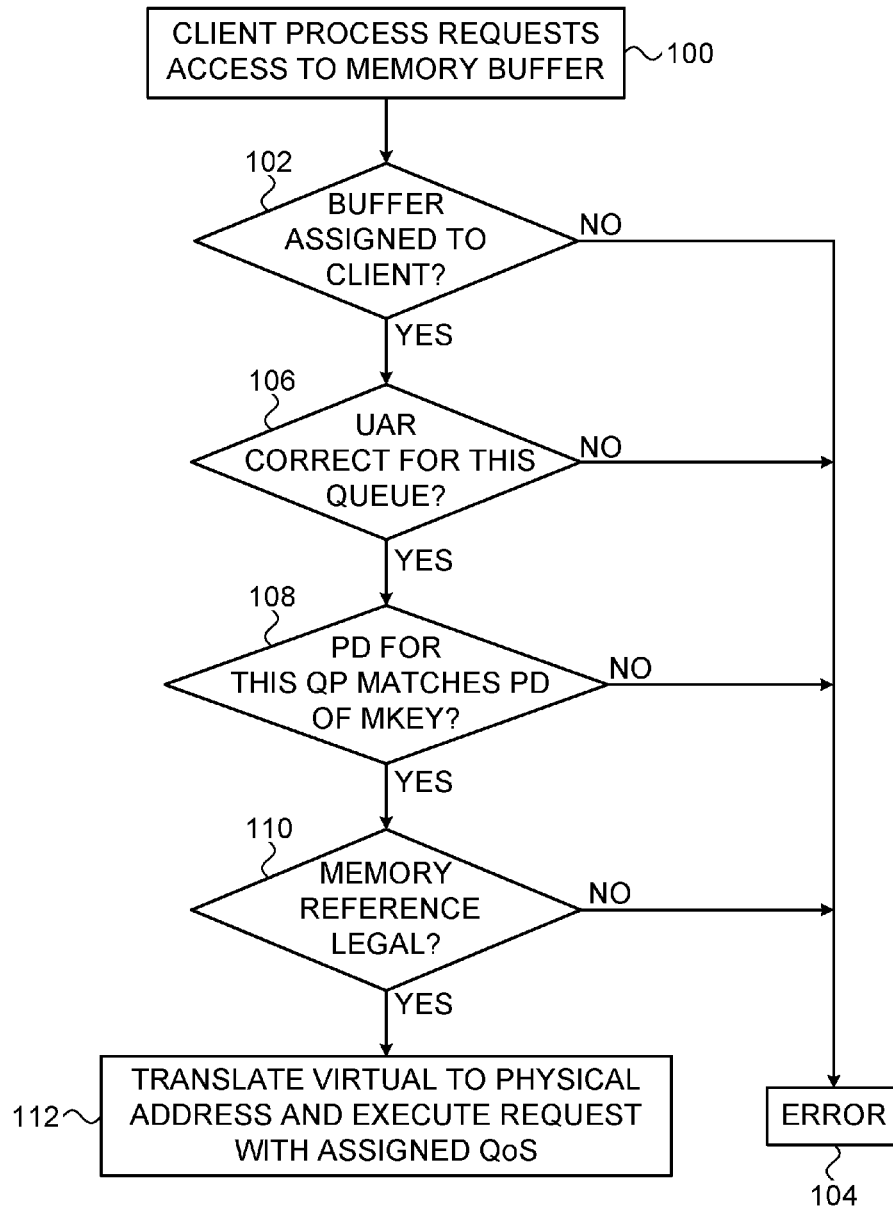 CLIENT PROCESS REQUESTS
ACCESS TO MEMORY BUFFER
100
102
BUFFER
ASSIGNED TO
CLIENT?
NO
YES
106
UAR
CORRECT FOR THIS
QUEUE?
NO
YES
108
PD FOR
THIS QP MATCHES PD
OF MKEY?
NO
YES
110
MEMORY
REFERENCE
LEGAL?
NO
YES
112
TRANSLATE VIRTUAL TO PHYSICAL
ADDRESS AND EXECUTE REQUEST
WITH ASSIGNED QoS
ERROR
104